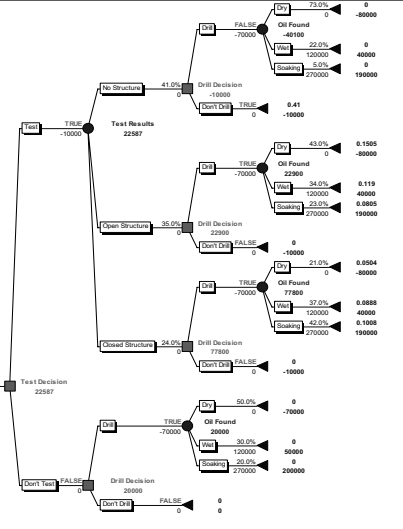 Dry 73.0% 0
0 -80000
Drill FALSE Oil Found
-70000 -40100
Wet 22.0% 0
120000 40000
Soaking 5.0% 0
270000 190000
No Structure 41.0% Drill Decision
0 -10000
Don't Drill TRUE 0.41
0 -10000
Test TRUE Test Results
-10000 22587
Dry 43.0% 0.1505
0 -80000
Drill TRUE Oil Found
-70000 22900
Wet 34.0% 0.119
120000 40000
Soaking 23.0% 0.0805
270000 190000
Open Structure 35.0% Drill Decision
0 22900
Don't Drill FALSE 0
0 -10000
Dry 21.0% 0.0504
0 -80000
Drill TRUE Oil Found
-70000 77800
Wet 37.0% 0.0888
120000 40000
Soaking 42.0% 0.1008
270000 190000
Closed Structure 24.0% Drill Decision
0 77800
Don't Drill FALSE 0
0 -10000
Test Decision
22587
Dry 50.0% 0
0 -70000
Drill TRUE Oil Found
-70000 20000
Wet 30.0% 0
120000 50000
Soaking 20.0% 0
270000 200000
Don't Test FALSE Drill Decision
0 20000
Don't Drill FALSE 0
0 0